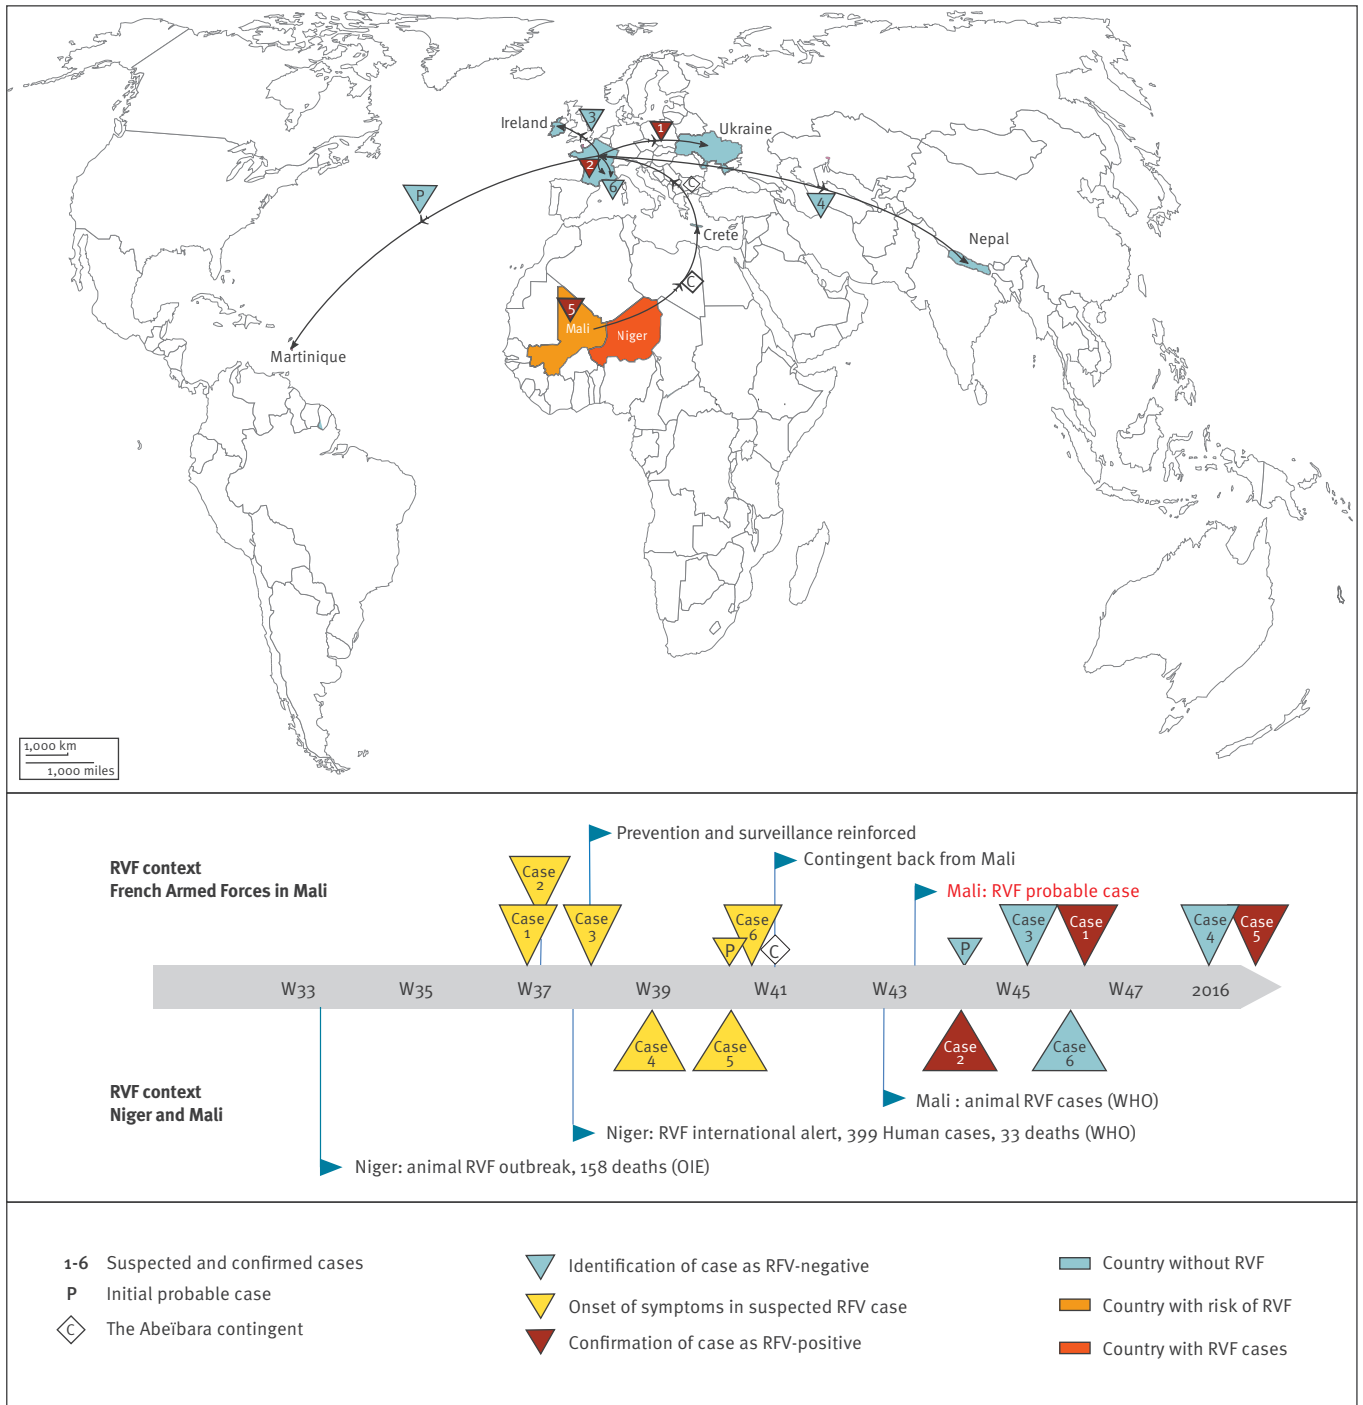 Ireland
3
1
Ukraine
2
6
C
P
4
Crete
Nepal
C
5
Mali
Niger
Martinique
1,000 km
1,000 miles
Prevention and surveillance reinforced
RVF context
French Armed Forces in Mali
Contingent back from Mali
Mali: RVF probable case
Case
2
Case
1
Case
3
Case
6
P
C
P
Case
3
Case
1
Case
4
Case
5
W33
W35
W37
W39
W41
W43
W45
W47
2016
Case
4
Case
5
Case
2
Case
6
RVF context
Niger and Mali
Mali : animal RVF cases (WHO)
Niger: RVF international alert, 399 Human cases, 33 deaths (WHO)
Niger: animal RVF outbreak, 158 deaths (OIE)
1-6 Suspected and confirmed cases
P Initial probable case
C The Abeïbara contingent
Identification of case as RFV-negative
Onset of symptoms in suspected RFV case
Confirmation of case as RFV-positive
Country without RVF
Country with risk of RVF
Country with RVF cases